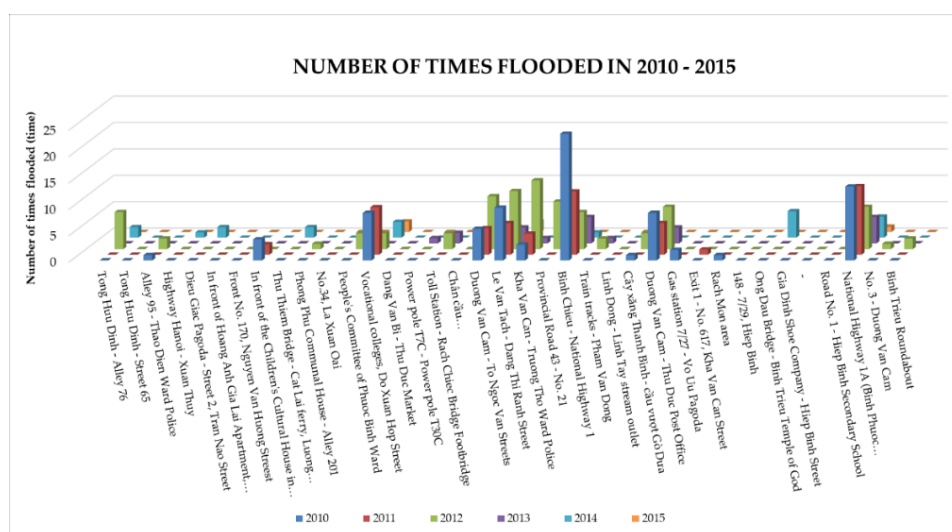 NUMBER OF TIMES FLOODED IN 2010 - 2015
Number of times flooded (time)
25
20
15
10
5
0
Tong Huu Dinh - Alley 76
Tong Huu Dinh - Street 65
Alley 95 - Thao Dien Ward Police
Highway Hanoi - Xuan Thuy
Dieu Giac Pagoda - Street 2, Tran Nao Street
In front of Hoang Anh Gia Lai Apartment,…
Front No. 170, Nguyen Van Huong Streest
In front of the Children's Cultural House in…
Thu Thiem Bridge - Cat Lai ferry, Luong…
Phong Phu Communal House - Alley 201
No.34, La Xuan Oai
People's Committee of Phuoc Binh Ward
Vocational colleges, Do Xuan Hop Street
Dang Van Bi - Thu Duc Market
Power pole T7C - Power pole T30C
Toll Station - Rach Chiec Bridge Footbridge
Chân cầu…
Duong Van Cam - To Ngoc Van Streets
Le Van Tach - Dang Thi Ranh Street
Kha Van Can - Truong Tho Ward Police
Provincial Road 43 - No. 21
Binh Chieu - National Highway 1
Train tracks - Pham Van Dong
Linh Dong - Linh Tay stream outlet
Cây xăng Thanh Bình - cầu vượt Gò Dưa
Duong Van Cam - Thu Duc Post Office
Gas station 7/27 - Vo Uu Pagoda
Exit 1 - No. 617, Kha Van Can Street
Rach Mon area
148 - 7/29, Hiep Binh
Ong Dau Bridge - Binh Trieu Temple of God
Gia Dinh Shoe Company - Hiep Binh Street
-
Road No. 1 - Hiep Binh Secondary School
National Highway 1A (Binh Phuoc…
No. 3 - Duong Van Cam
Binh Trieu Roundabout
2010 2011 2012 2013 2014 2015